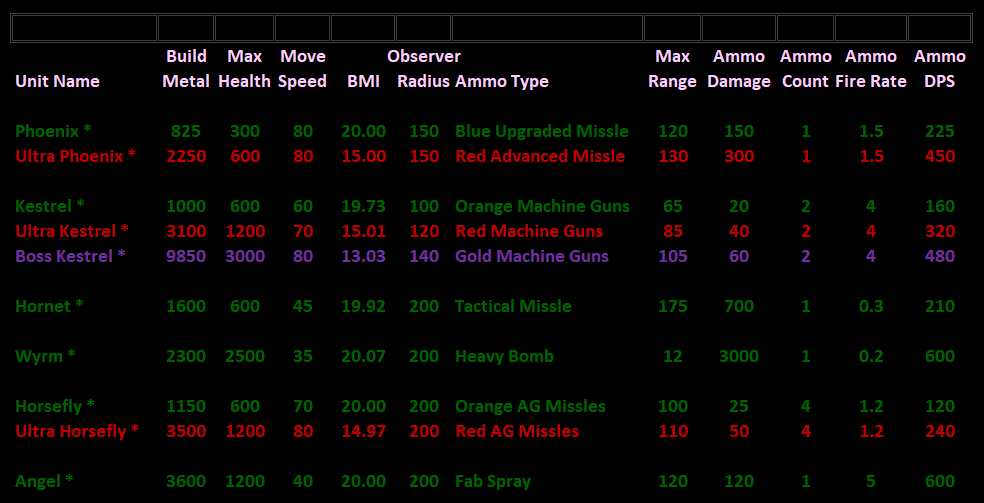 Build Max Move Observer Max Ammo Ammo Ammo Ammo
Unit Name Metal Health Speed BMI Radius Ammo Type Range Damage Count Fire Rate DPS
Phoenix * 825 300 80 20.00 150 Blue Upgraded Missle 120 150 1 1.5 225
Ultra Phoenix * 2250 600 80 15.00 150 Red Advanced Missle 130 300 1 1.5 450
Kestrel * 1000 600 60 19.73 100 Orange Machine Guns 65 20 2 4 160
Ultra Kestrel * 3100 1200 70 15.01 120 Red Machine Guns 85 40 2 4 320
Boss Kestrel * 9850 3000 80 13.03 140 Gold Machine Guns 105 60 2 4 480
Hornet * 1600 600 45 19.92 200 Tactical Missle 175 700 1 0.3 210
Wyrm * 2300 2500 35 20.07 200 Heavy Bomb 12 3000 1 0.2 600
Horsefly * 1150 600 70 20.00 200 Orange AG Missles 100 25 4 1.2 120
Ultra Horsefly * 3500 1200 80 14.97 200 Red AG Missles 110 50 4 1.2 240
Angel * 3600 1200 40 20.00 200 Fab Spray 120 120 1 5 600